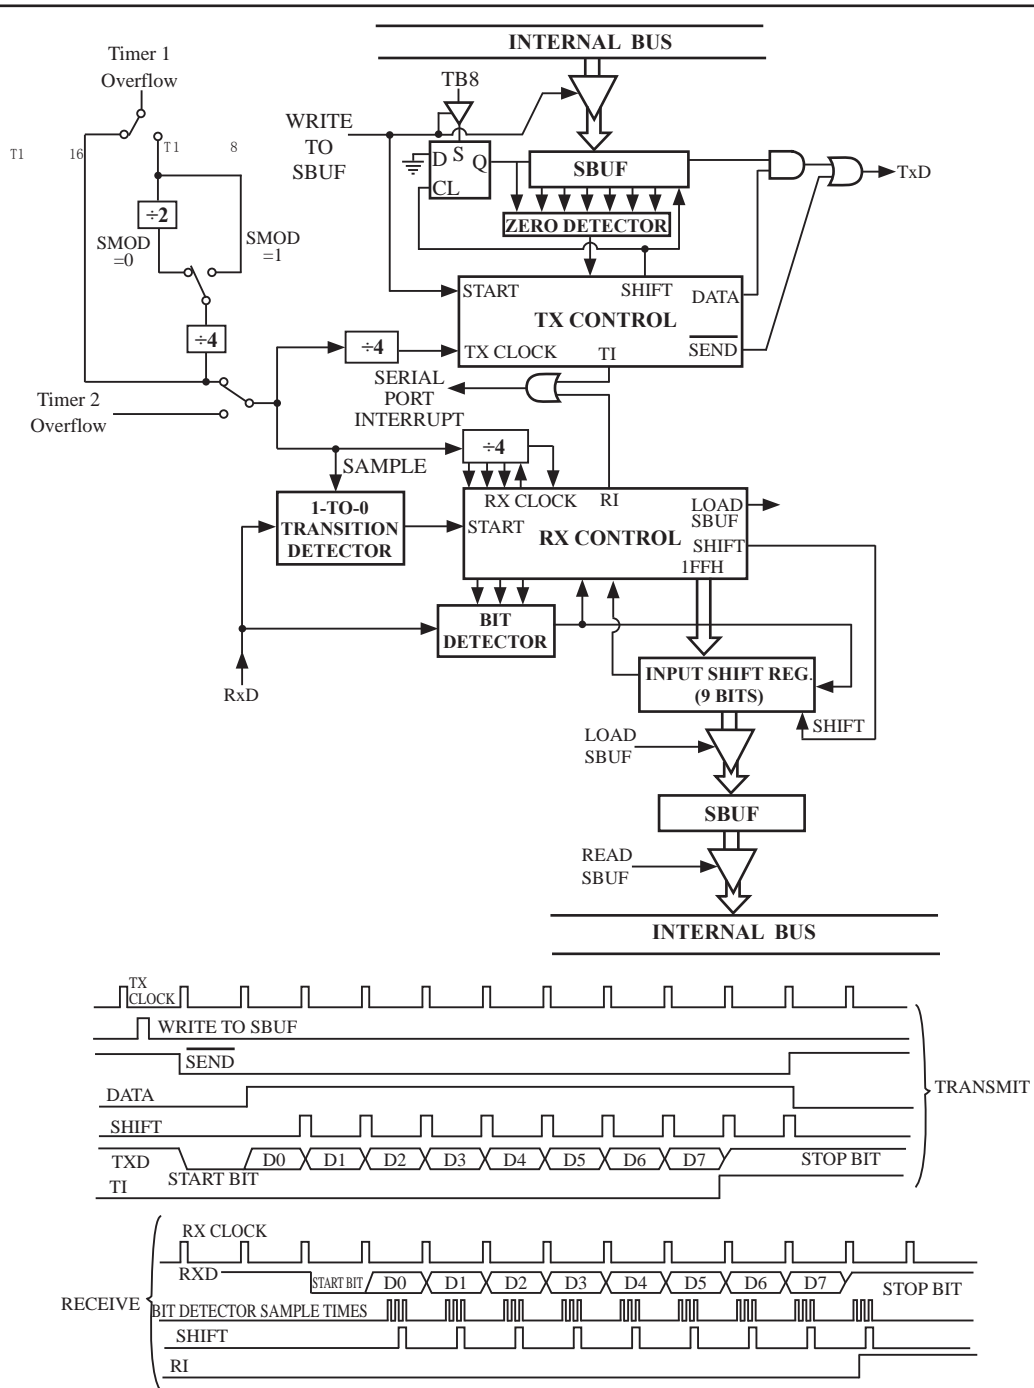 INTERNAL BUS
Timer 1
Overflow
TB8
WRITE
TO
SBUF
T1 16
T1 8
D S Q
CL
SBUF
TxD
ZERO DETECTOR
÷2
SMOD
=0
SMOD
=1
START
SHIFT
DATA
TX CONTROL
÷4
÷4
TX CLOCK
TI
SEND
SERIAL
PORT
INTERRUPT
Timer 2
Overflow
÷4
SAMPLE
1-TO-0
TRANSITION
DETECTOR
RX CLOCK
RI
LOAD
SBUF
START
RX CONTROL
SHIFT
1FFH
BIT
DETECTOR
RxD
INPUT SHIFT REG.
(9 BITS)
SHIFT
LOAD
SBUF
SBUF
READ
SBUF
INTERNAL BUS
TX
CLOCK
WRITE TO SBUF
SEND
DATA
TRANSMIT
SHIFT
TXD
START BIT
D0 D1 D2 D3 D4 D5 D6 D7
STOP BIT
TI
RX CLOCK
RXD
START BIT
D0 D1 D2 D3 D4 D5 D6 D7
STOP BIT
RECEIVE
BIT DETECTOR SAMPLE TIMES
SHIFT
RI